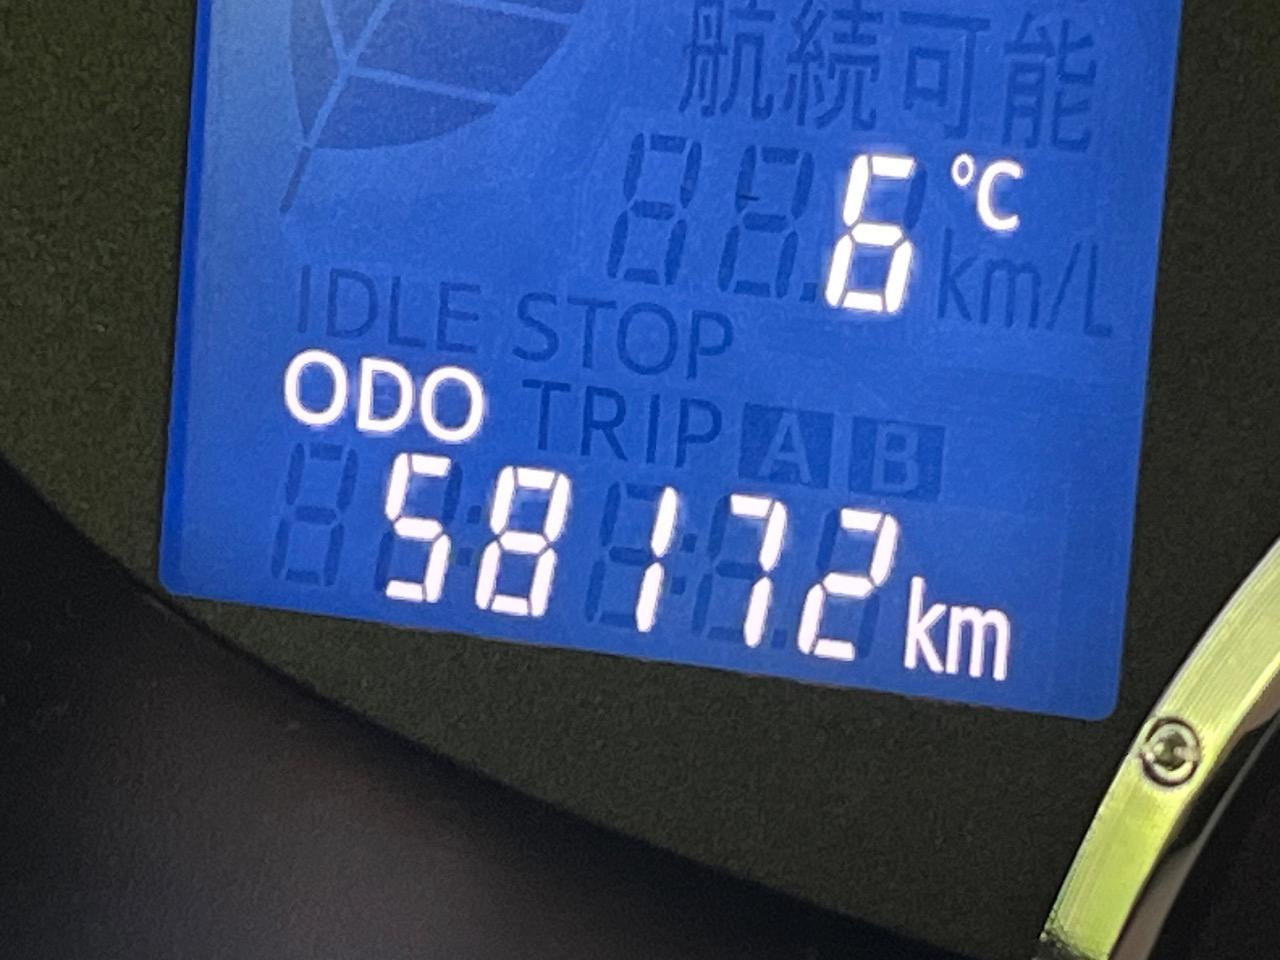 航続可能
6 °C
km/L
IDLE STOP
ODO TRIP A B
58172 km